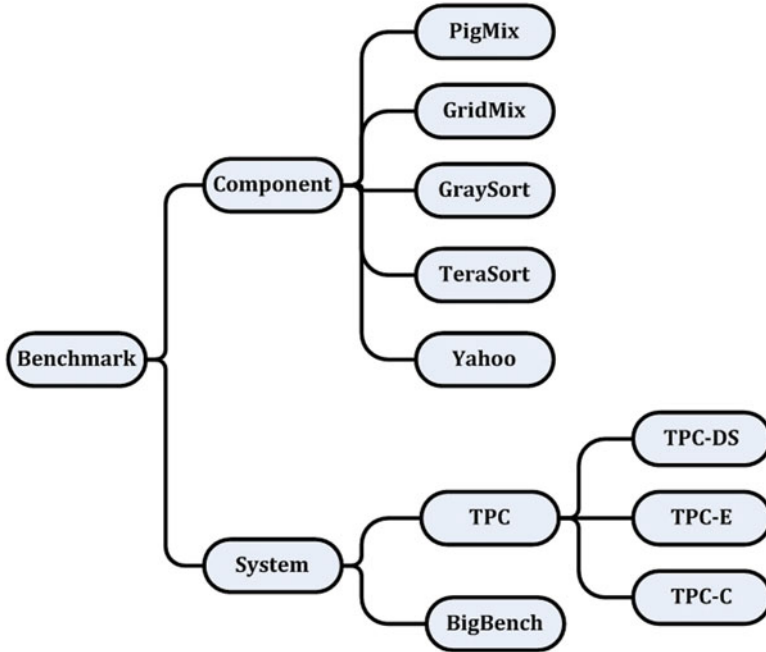 Benchmark
Component
PigMix
GridMix
GraySort
TeraSort
Yahoo
System
TPC
TPC-DS
TPC-E
TPC-C
BigBench